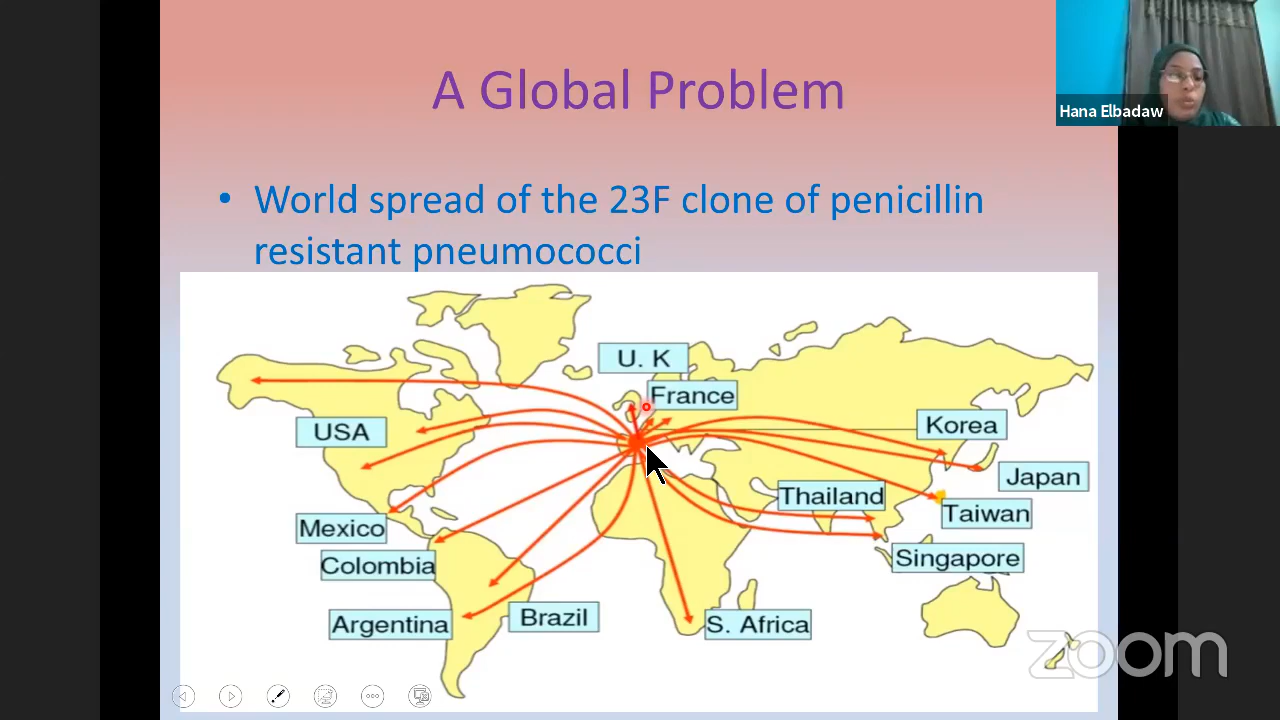 A Global Problem
Hana Elbadaw
• World spread of the 23F clone of penicillin
resistant pneumococci
U. K
France
USA
Korea
Japan
Thailand
Taiwan
Mexico
Singapore
Colombia
Argentina
Brazil
S. Africa
zoom